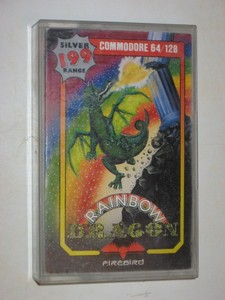 SILVER
199
RANGE
COMMODORE 64/128
RAINBOW
DRAGON
FIREBIRD